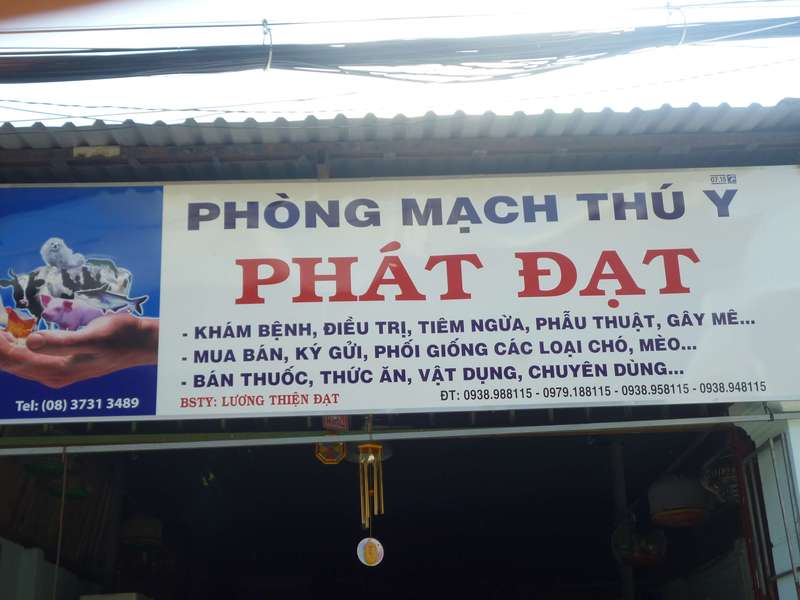 PHÒNG MẠCH THÚ Y
PHÁT ĐẠT
- KHÁM BỆNH, ĐIỀU TRỊ, TIÊM NGỪA, PHẪU THUẬT, GÂY MÊ...
- MUA BÁN, KÝ GỬI, PHỐI GIỐNG CÁC LOẠI CHÓ, MÈO...
- BÁN THUỐC, THỨC ĂN, VẬT DỤNG, CHUYÊN DÙNG...
Tel: (08) 3731 3489
BSTY: LƯƠNG THIỆN ĐẠT
ĐT: 0938.988115 - 0979.188115 - 0938.958115 - 0938.948115